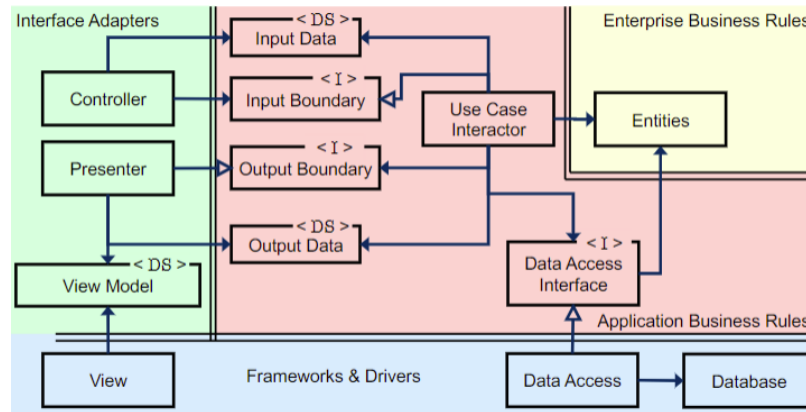 Interface Adapters
Enterprise Business Rules
<DS>
Input Data
Controller
<I>
Input Boundary
Use Case
Interactor
Entities
Presenter
<I>
Output Boundary
<DS>
Output Data
<DS>
View Model
<I>
Data Access
Interface
Application Business Rules
View
Frameworks & Drivers
Data Access
Database